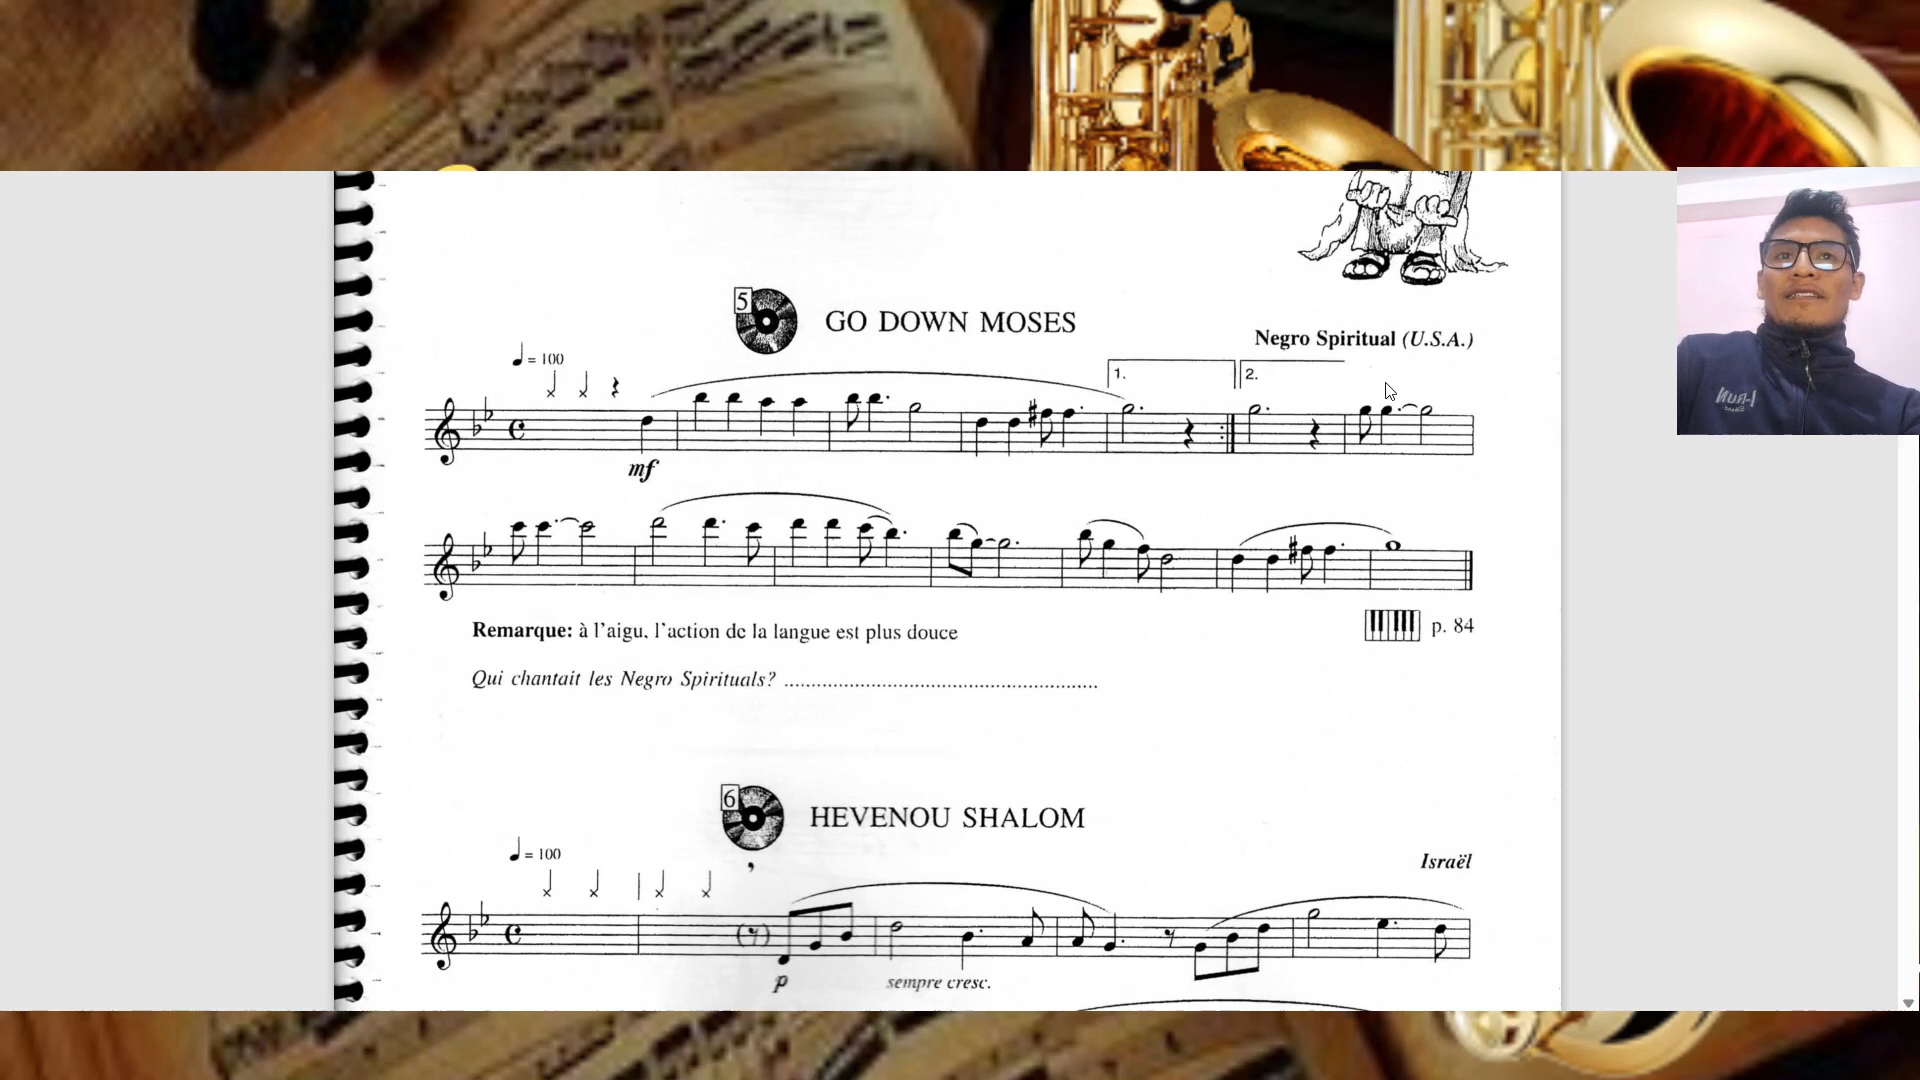 5
GO DOWN MOSES
Negro Spiritual (U.S.A.)
= 100
1.
2.
mf
Remarque: à l'aigu, l'action de la langue est plus douce
p. 84
Qui chantait les Negro Spirituals? ..........................................................
6
HEVENOU SHALOM
= 100
Israël
p
sempre cresc.